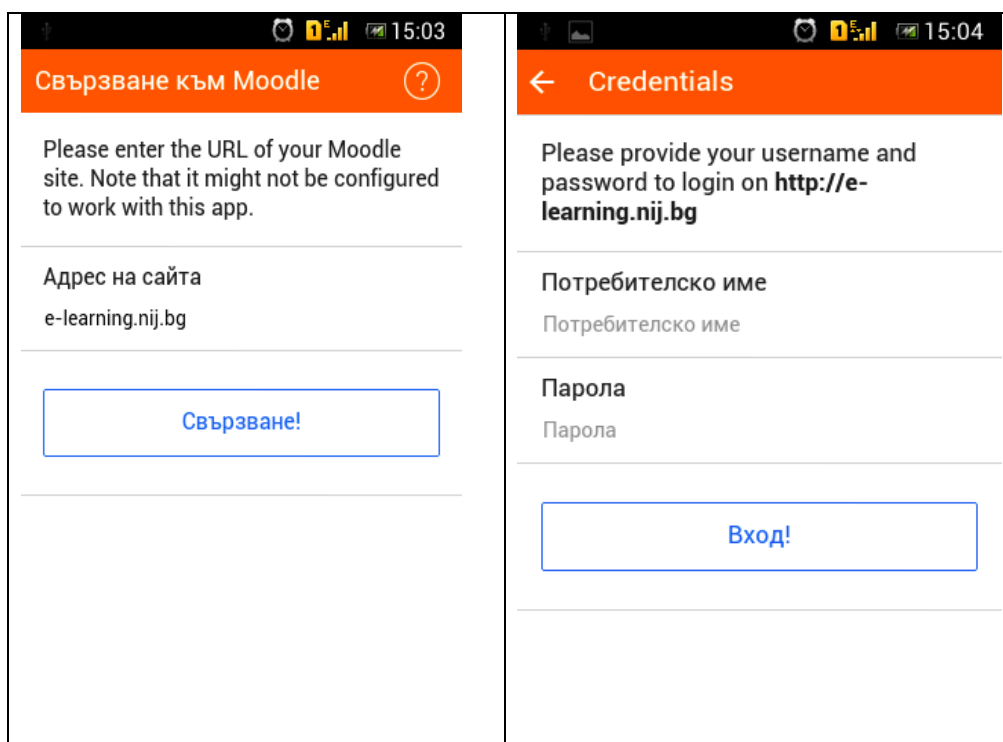 15:03
Свързване към Moodle
?
Please enter the URL of your Moodle
site. Note that it might not be configured
to work with this app.
Адрес на сайта
e-learning.nij.bg
Свързване!
1 E 15:04
Credentials
Please provide your username and
password to login on http://e-
learning.nij.bg
Потребителско име
Потребителско име
Парола
Парола
Вход!